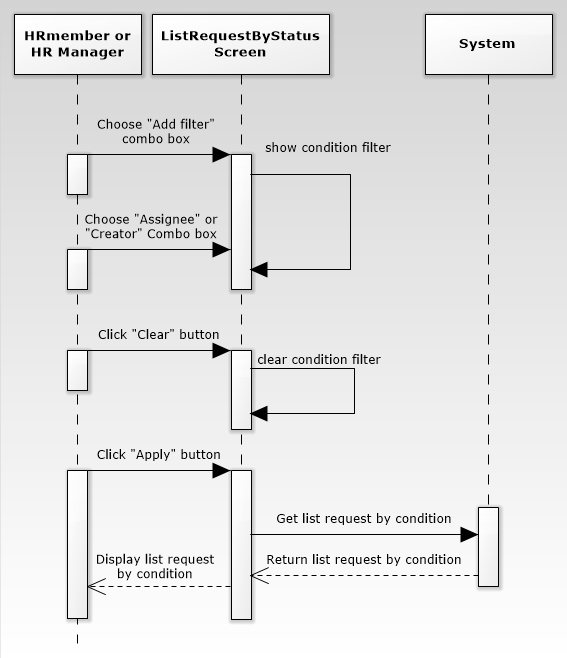 HRmember or
HR Manager
ListRequestByStatus
Screen
System
Choose "Add filter"
combo box
show condition filter
Choose "Assignee" or
"Creator" Combo box
Click "Clear" button
clear condition filter
Click "Apply" button
Get list request by condition
Return list request by condition
Display list request
by condition